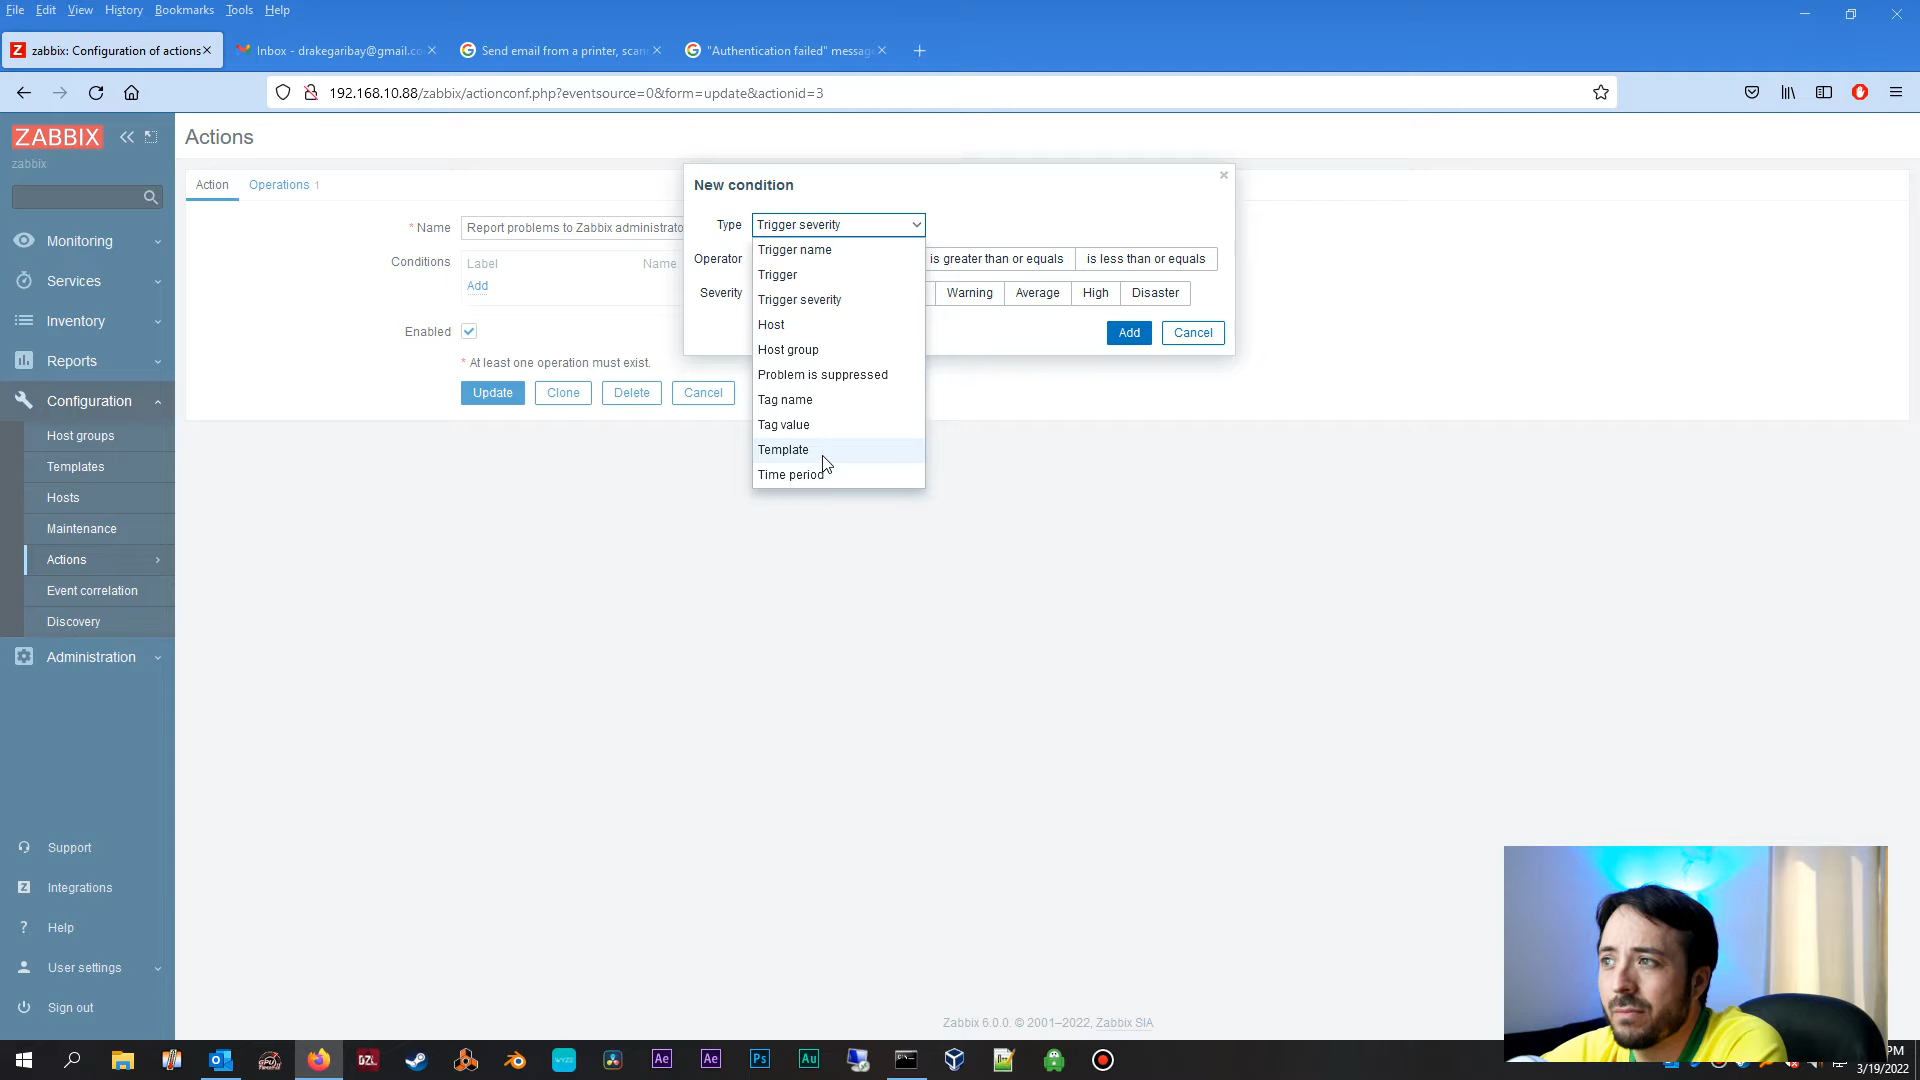 File Edit View History Bookmarks Tools Help
zabbix: Configuration of actions
Inbox - drakegaribay@gmail.co
Send email from a printer, scan
"Authentication failed" messag
192.168.10.88/zabbix/actionconf.php?eventsource=0&form=update&actionid=3
ZABBIX
zabbix
Monitoring
Services
Inventory
Reports
Configuration
Host groups
Templates
Hosts
Maintenance
Actions
Event correlation
Discovery
Administration
Support
Integrations
Help
User settings
Sign out
Actions
Action Operations 1
* Name Report problems to Zabbix administrato
Conditions Label Name
Add
Enabled
* At least one operation must exist.
Update Clone Delete Cancel
New condition
Type Trigger severity
Operator is greater than or equals is less than or equals
Severity Warning Average High Disaster
Add Cancel
Trigger name
Trigger
Trigger severity
Host
Host group
Problem is suppressed
Tag name
Tag value
Template
Time period
Zabbix 6.0.0. © 2001–2022, Zabbix SIA
DZL
WYZE
Ae Ae Ps Au
PM
3/19/2022